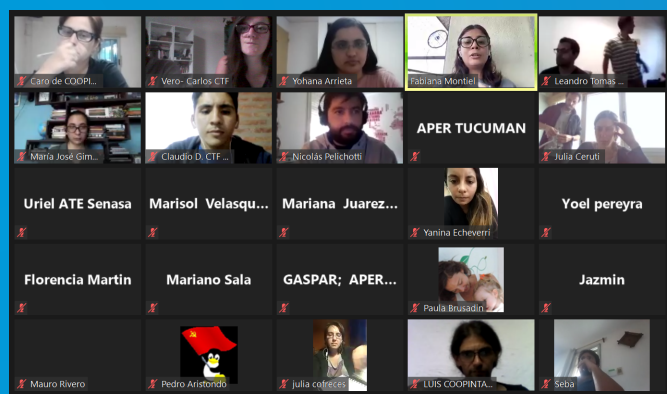 Caro de COOPI...
Vero- Carlos CTF
Yohana Arrieta
Fabiana Montiel
Leandro Tomas ...
María José Gim...
Claudio D. CTF ...
Nicolás Pelichotti
APER TUCUMAN
Julia Ceruti
Uriel ATE Senasa
Marisol Velasqu...
Mariana Juarez...
Yanina Echeverri
Yoel pereyra
Florencia Martin
Mariano Sala
GASPAR; APER...
Paula Brusadin
Jazmin
Mauro Rivero
Pedro Aristondo
julia cofreces
LUIS COOPINTA...
Seba